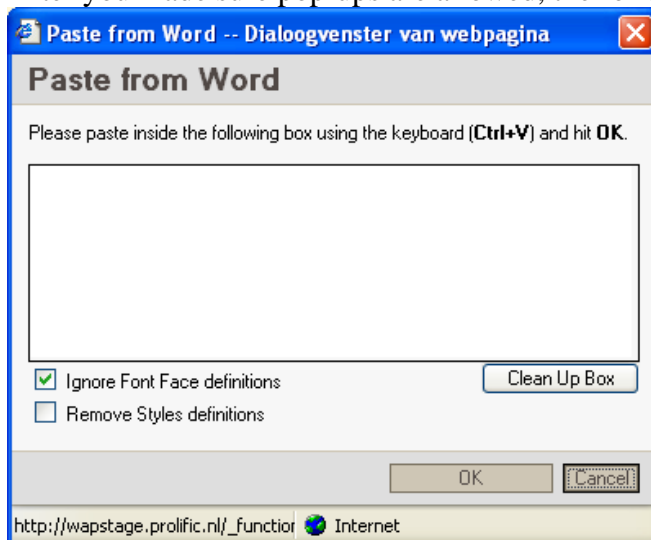 Paste from Word -- Dialoogvenster van webpagina
Paste from Word
Please paste inside the following box using the keyboard (Ctrl+V) and hit OK.
Ignore Font Face definitions
Clean Up Box
Remove Styles definitions
OK Cancel
http://wapstage.prolific.nl/_function Internet